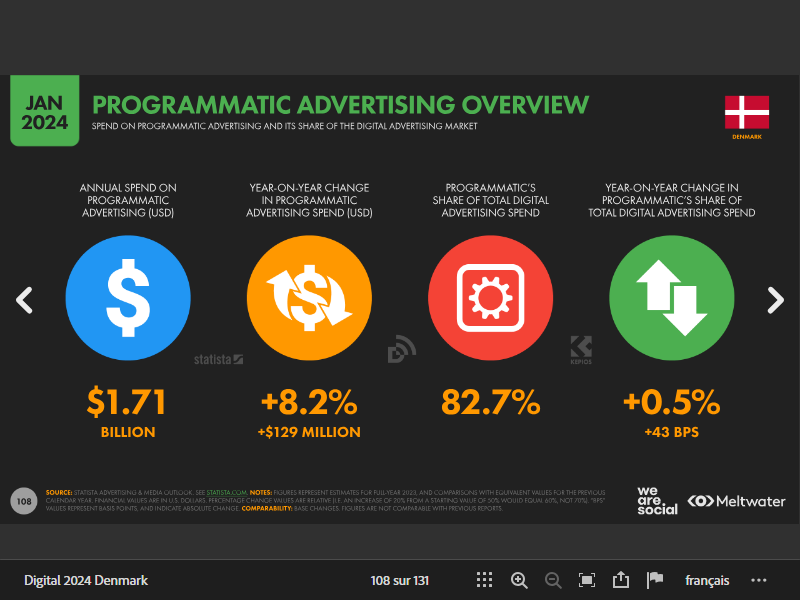 JAN
2024
PROGRAMMATIC ADVERTISING OVERVIEW
SPEND ON PROGRAMMATIC ADVERTISING AND ITS SHARE OF THE DIGITAL ADVERTISING MARKET
DENMARK
ANNUAL SPEND ON
PROGRAMMATIC
ADVERTISING (USD)
YEAR-ON-YEAR CHANGE
IN PROGRAMMATIC
ADVERTISING SPEND (USD)
PROGRAMMATIC'S
SHARE OF TOTAL DIGITAL
ADVERTISING SPEND
YEAR-ON-YEAR CHANGE IN
PROGRAMMATIC'S SHARE OF
TOTAL DIGITAL ADVERTISING SPEND
$
$
statista
KEPIOS
$1.71
BILLION
+8.2%
+$129 MILLION
82.7%
+0.5%
+43 BPS
108
SOURCE: STATISTA ADVERTISING & MEDIA OUTLOOK. SEE STATISTA.COM. NOTES: FIGURES REPRESENT ESTIMATES FOR FULL-YEAR 2023, AND COMPARISONS WITH EQUIVALENT VALUES FOR THE PREVIOUS
CALENDAR YEAR. FINANCIAL VALUES ARE IN U.S. DOLLARS. PERCENTAGE CHANGE VALUES ARE RELATIVE (I.E. AN INCREASE OF 20% FROM A STARTING VALUE OF 50% WOULD EQUAL 60%, NOT 70%). "BPS"
VALUES REPRESENT BASIS POINTS, AND INDICATE ABSOLUTE CHANGE. COMPARABILITY: BASE CHANGES. FIGURES ARE NOT COMPARABLE WITH PREVIOUS REPORTS.
we
are.
social
Meltwater
Digital 2024 Denmark
108 sur 131
français